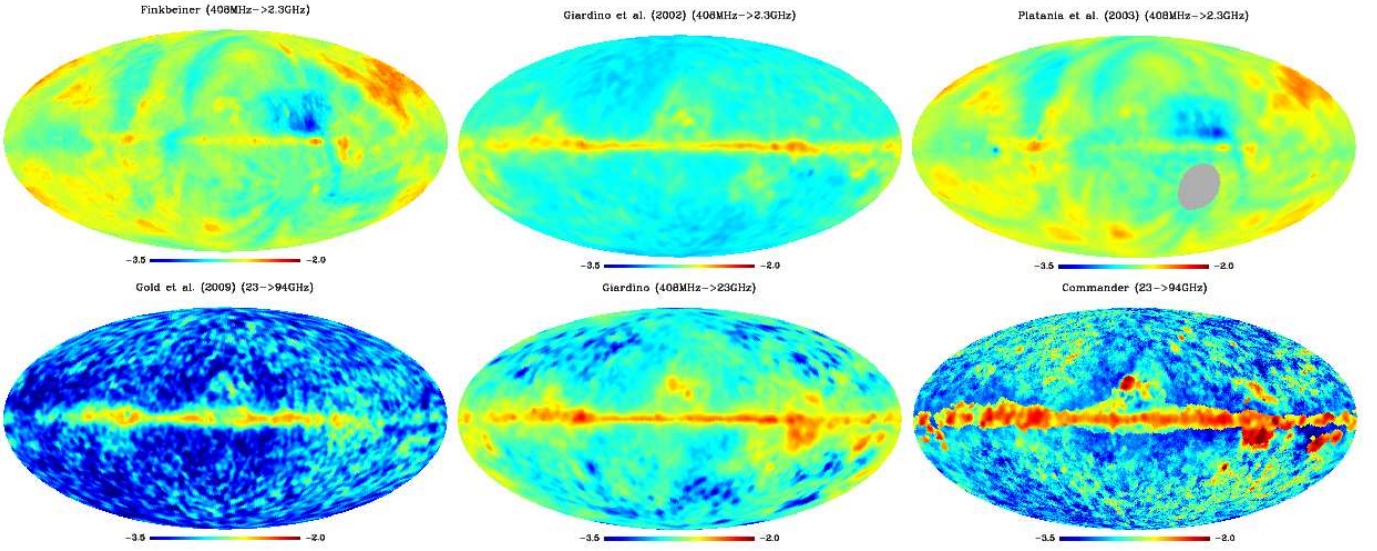 Finkbeiner (408MHz->2.3GHz)
Giardino et al. (2002) (408MHz->2.3GHz)
Platania et al. (2003) (408MHz->2.3GHz)
-3.5 -2.0
-3.5 -2.0
-3.5 -2.0
Gold et al. (2009) (23->94GHz)
Giardino (408MHz->23GHz)
Commander (23->94GHz)
-3.5 -2.0
-3.5 -2.0
-3.5 -2.0